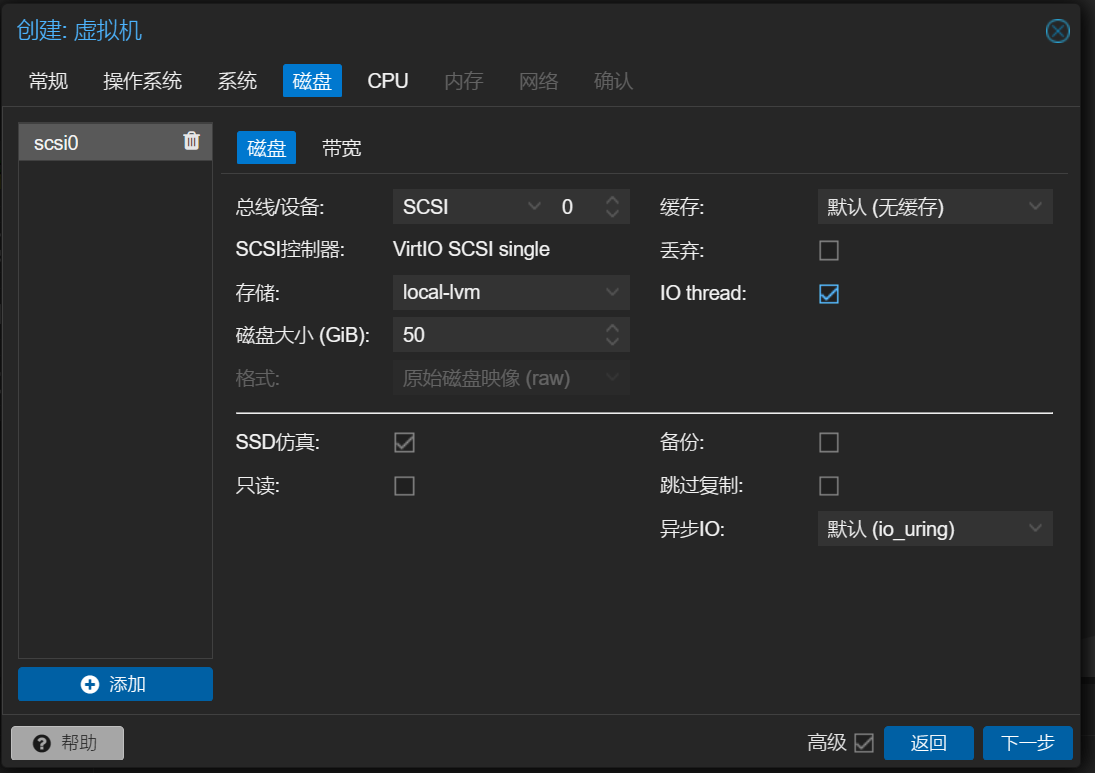 创建: 虚拟机
常规 操作系统 系统 磁盘 CPU 内存 网络 确认
scsi0
磁盘 带宽
总线/设备: SCSI 0 缓存: 默认 (无缓存)
SCSI控制器: VirtIO SCSI single 丢弃:
存储: local-lvm IO thread:
磁盘大小 (GiB): 50
格式: 原始磁盘映像 (raw)
SSD仿真: 备份:
只读: 跳过复制:
异步IO: 默认 (io_uring)
添加
帮助 高级 返回 下一步